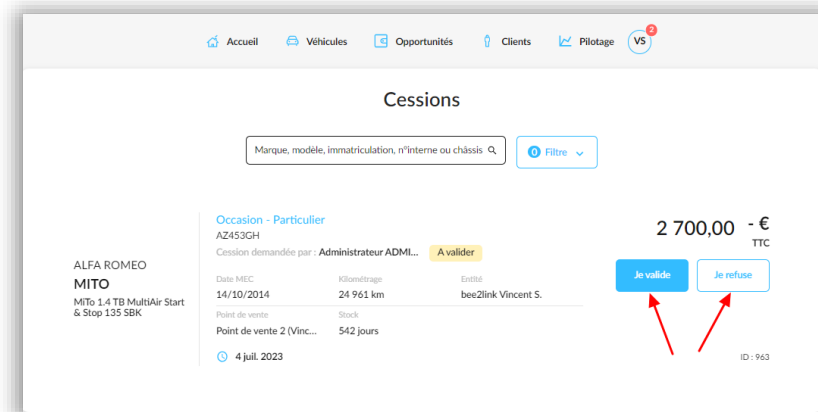 Accueil Véhicules Opportunités Clients Pilotage VS 2
Cessions
Marque, modèle, immatriculation, n°interne ou châssis
0 Filtre
ALFA ROMEO
MITO
MiTo 1.4 TB MultiAir Start
& Stop 135 SBK
Occasion - Particulier
AZ453GH
Cession demandée par : Administrateur ADMI... A valider
Date MEC Kilométrage Entité
14/10/2014 24 961 km bee2link Vincent S.
Point de vente Stock
Point de vente 2 (Vinc... 542 jours
4 juil. 2023
2 700,00 - €
TTC
Je valide Je refuse
ID : 963